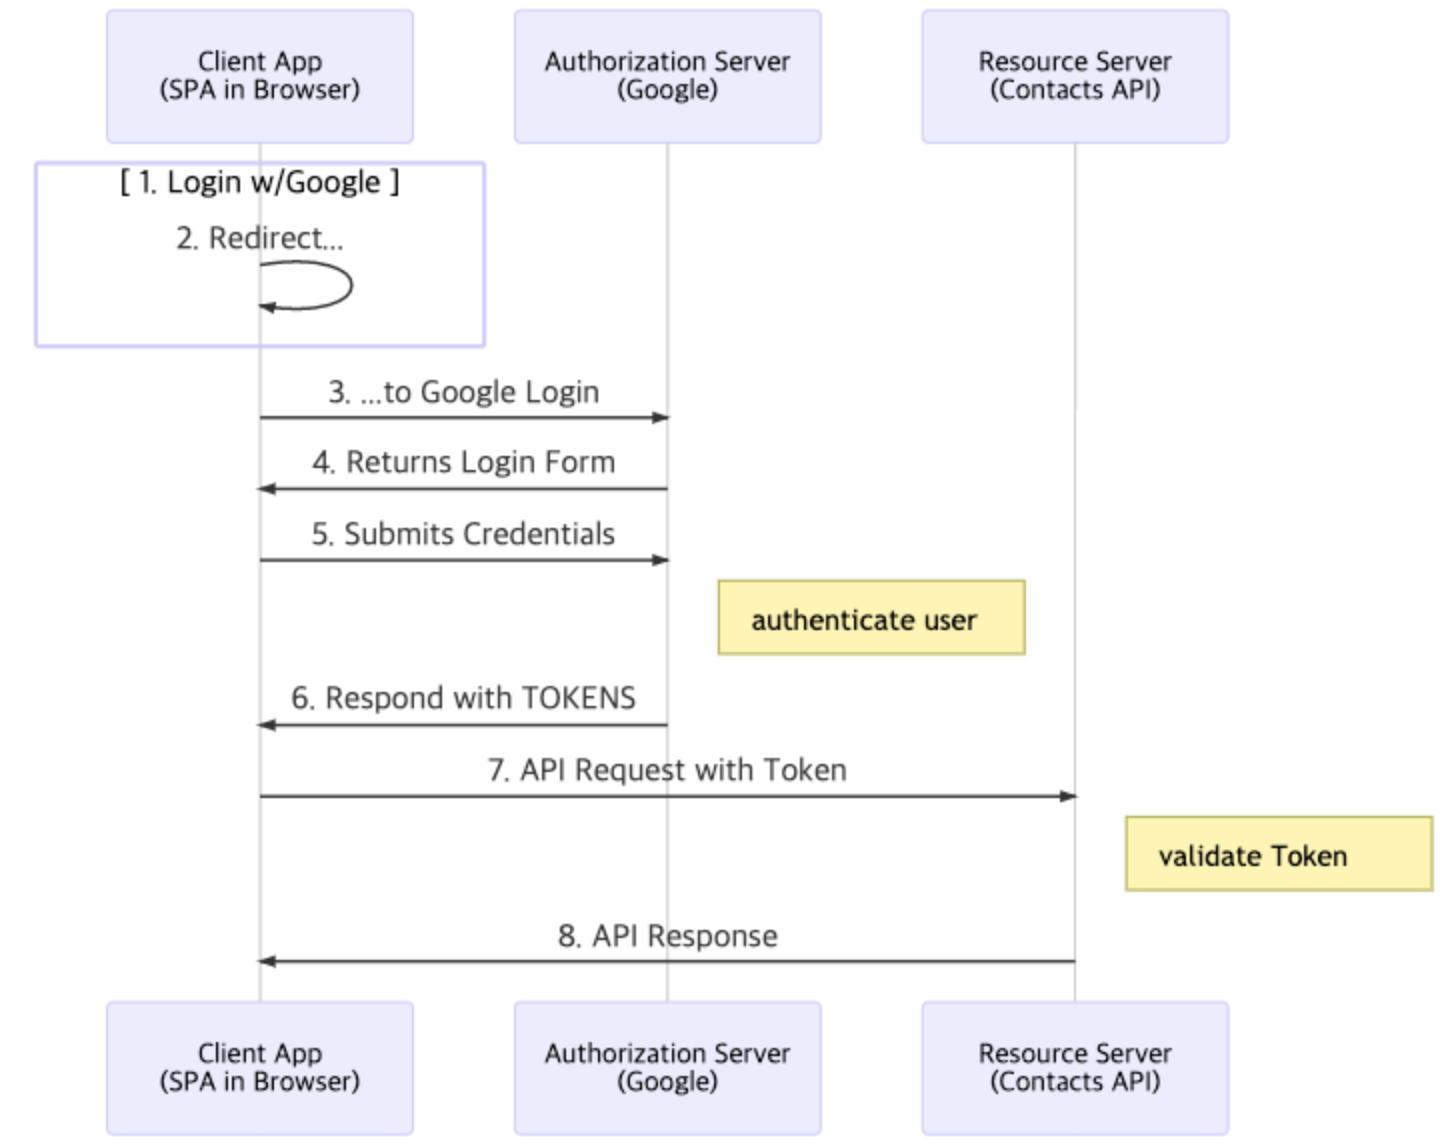 Client App
(SPA in Browser)
Authorization Server
(Google)
Resource Server
(Contacts API)
[ 1. Login w/Google ]
2. Redirect...
3. ...to Google Login
4. Returns Login Form
5. Submits Credentials
authenticate user
6. Respond with TOKENS
7. API Request with Token
validate Token
8. API Response
Client App
(SPA in Browser)
Authorization Server
(Google)
Resource Server
(Contacts API)